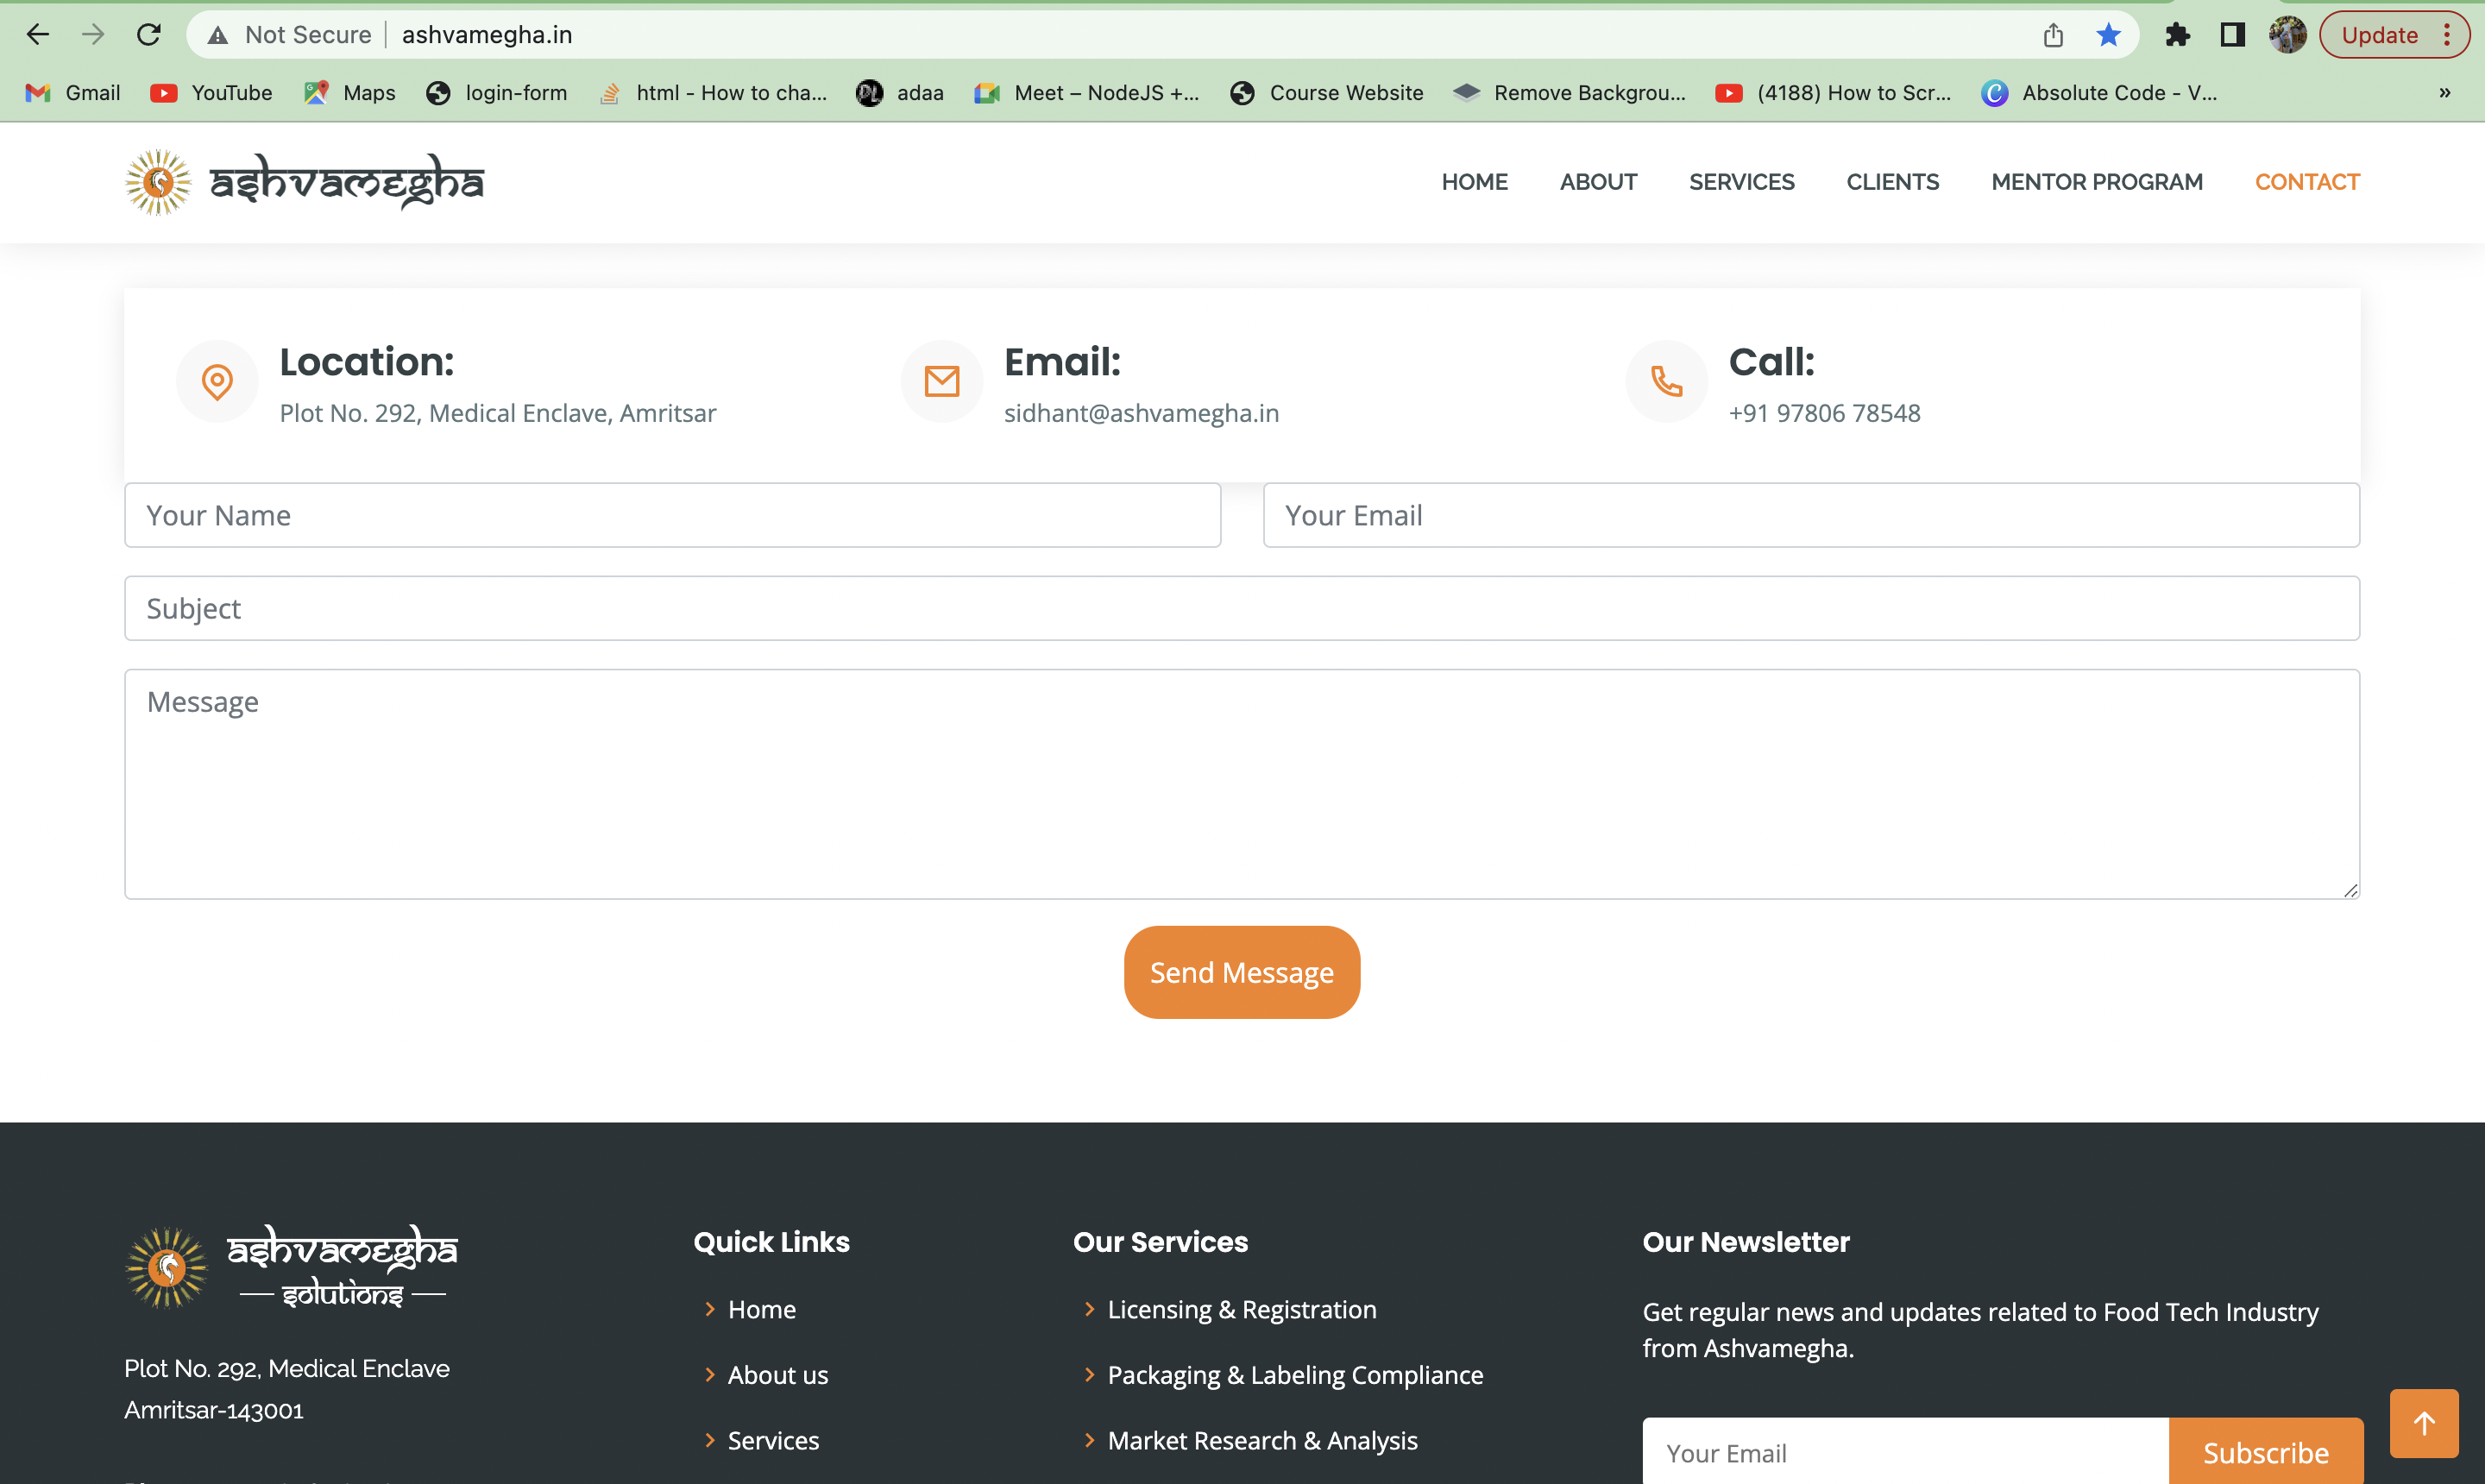 Not Secure ashvamegha.in Update
Gmail YouTube Maps login-form html - How to cha... adaa Meet – NodeJS +... Course Website Remove Backgrou... (4188) How to Scr... Absolute Code - V... »
ashvamegha HOME ABOUT SERVICES CLIENTS MENTOR PROGRAM CONTACT
Location: Email: Call:
Plot No. 292, Medical Enclave, Amritsar sidhant@ashvamegha.in +91 97806 78548
Your Name Your Email
Subject
Message
Send Message
ashvamegha
solutions
Plot No. 292, Medical Enclave
Amritsar-143001
Quick Links
Home
About us
Services
Our Services
Licensing & Registration
Packaging & Labeling Compliance
Market Research & Analysis
Our Newsletter
Get regular news and updates related to Food Tech Industry
from Ashvamegha.
Your Email Subscribe